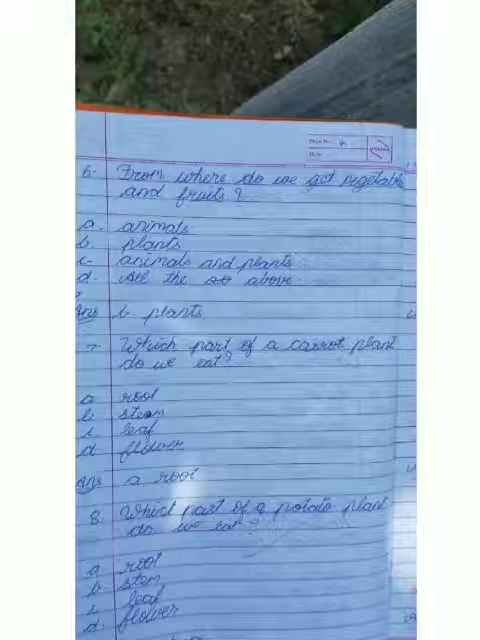 6. From where do we get vegetable
and fruits?
a. animals
b. plants
c. animals and plants
d. All the above
Ans b. plants
7. Which part of a carrot plant
do we eat?
a root
b stem
c. leaf
d flower
Ans a root
8. Which part of a potato plant
do we eat?
a root
b. stem
c leaf
d. flower